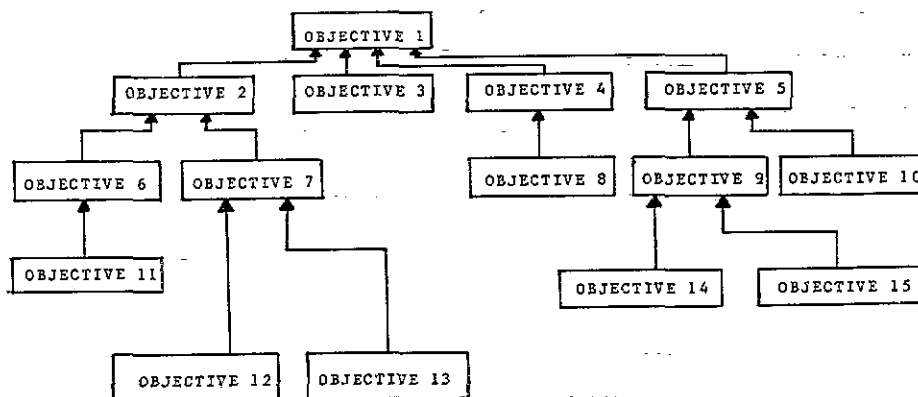 OBJECTIVE 1
OBJECTIVE 2
OBJECTIVE 3
OBJECTIVE 4
OBJECTIVE 5
OBJECTIVE 6
OBJECTIVE 7
OBJECTIVE 8
OBJECTIVE 9
OBJECTIVE 10
OBJECTIVE 11
OBJECTIVE 14
OBJECTIVE 15
OBJECTIVE 12
OBJECTIVE 13